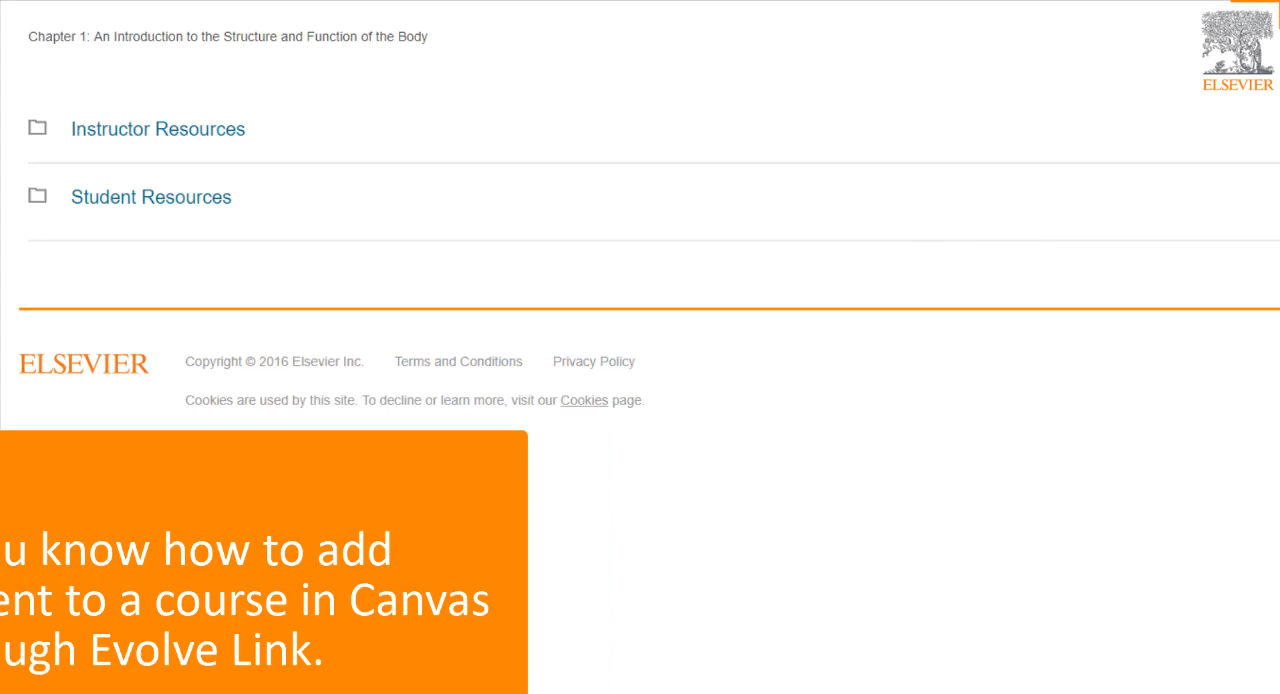 Chapter 1: An Introduction to the Structure and Function of the Body
ELSEVIER
Instructor Resources
Student Resources
ELSEVIER Copyright © 2016 Elsevier Inc. Terms and Conditions Privacy Policy
Cookies are used by this site. To decline or learn more, visit our Cookies page.
u know how to add
ent to a course in Canvas
ugh Evolve Link.